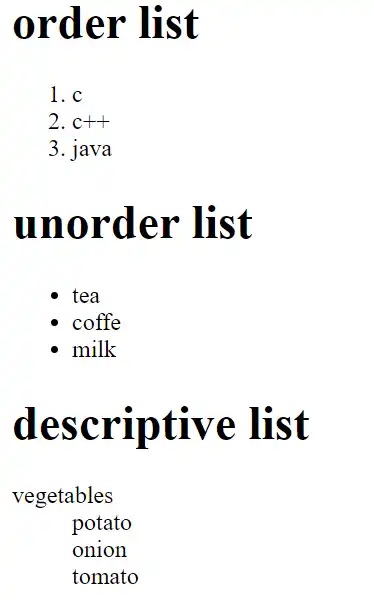 order list
1. c
2. c++
3. java
unorder list
• tea
• coffe
• milk
descriptive list
vegetables
potato
onion
tomato